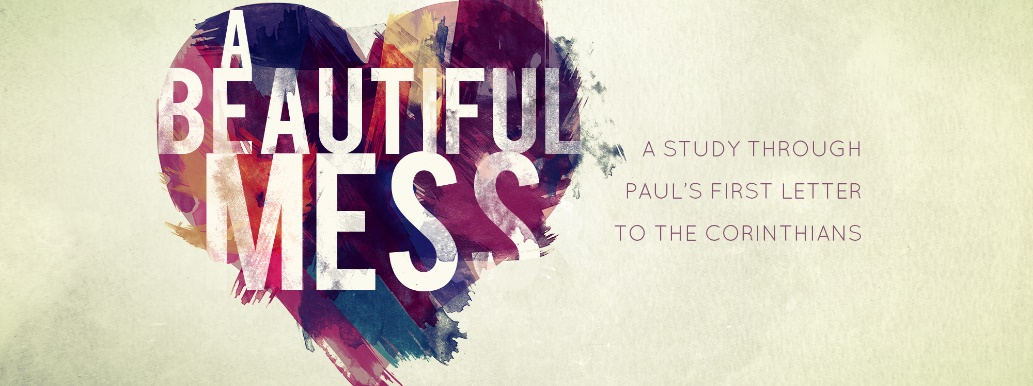 A
BEAUTIFUL
MESS
A STUDY THROUGH
PAUL'S FIRST LETTER
TO THE CORINTHIANS